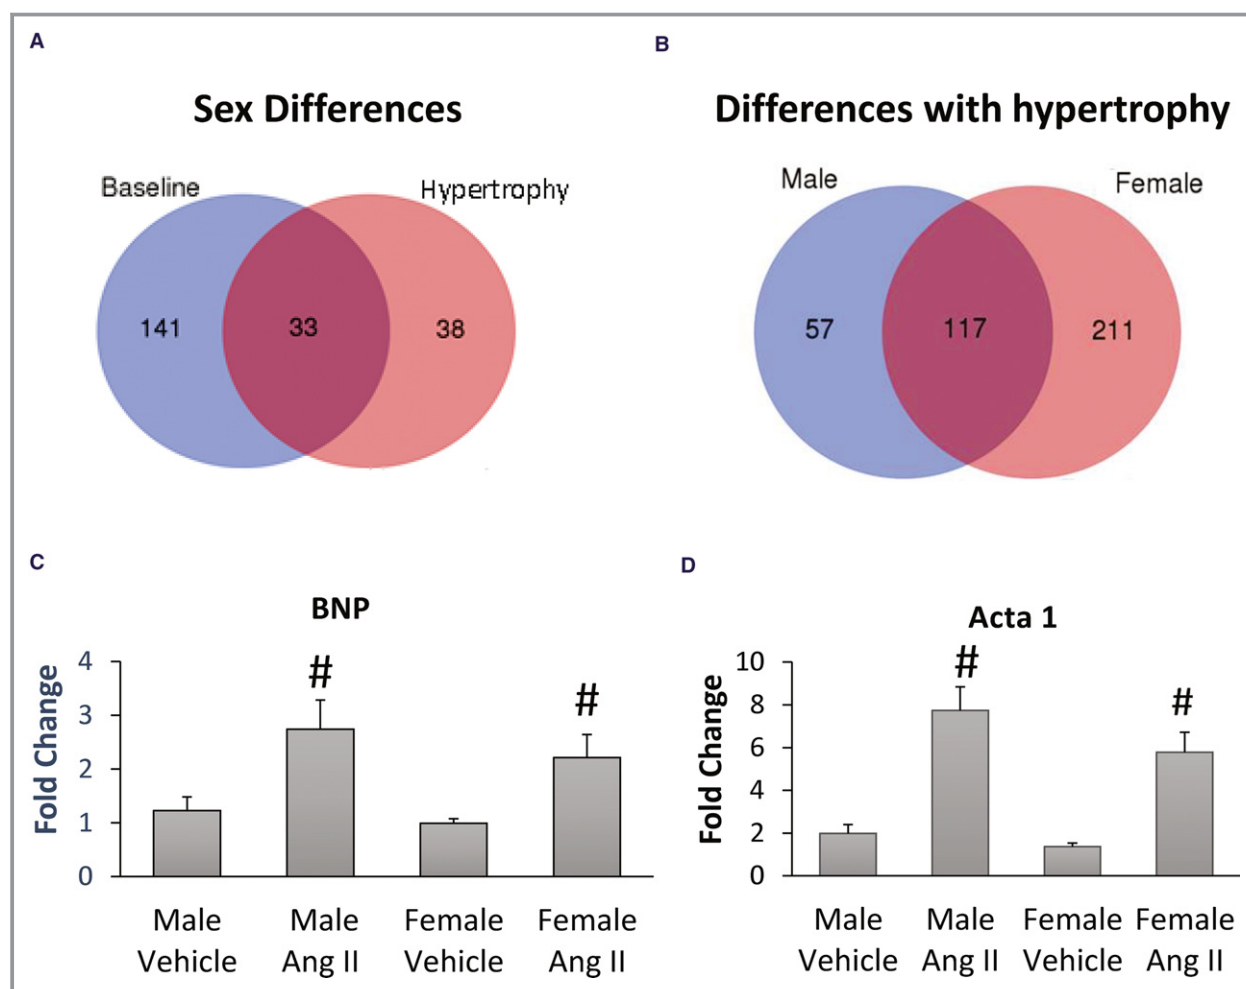 A
B
Sex Differences
Differences with hypertrophy
Baseline
Hypertrophy
Male
Female
141
33
38
57
117
211
C
D
BNP
Acta 1
Fold Change
4
3
2
1
0
#
#
Male
Vehicle
Male
Ang II
Female
Vehicle
Female
Ang II
Fold Change
10
8
6
4
2
0
#
#
Male
Vehicle
Male
Ang II
Female
Vehicle
Female
Ang II